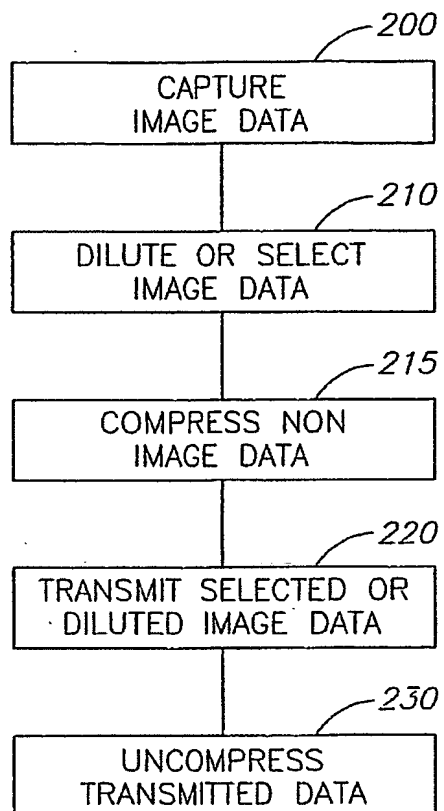 200
CAPTURE
IMAGE DATA
210
DILUTE OR SELECT
IMAGE DATA
215
COMPRESS NON
IMAGE DATA
220
TRANSMIT SELECTED OR
DILUTED IMAGE DATA
230
UNCOMPRESS
TRANSMITTED DATA